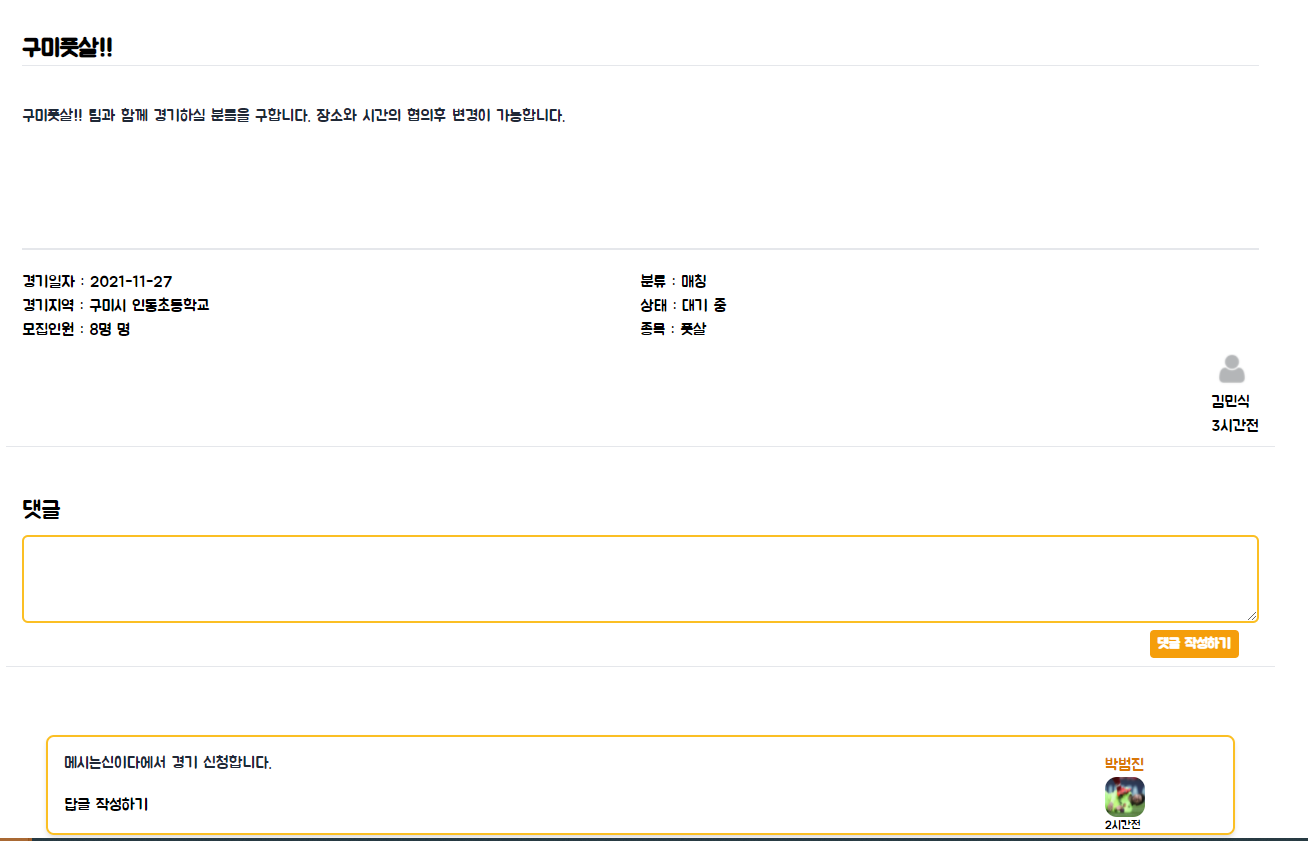 구미풋살!!
구미풋살!! 팀과 함께 경기하실 분들을 구합니다. 장소와 시간의 협의후 변경이 가능합니다.
경기일자 : 2021-11-27
분류 : 매칭
경기지역 : 구미시 인동초등학교
상태 : 대기 중
모집인원 : 8명 명
종목 : 풋살
김민식
3시간전
댓글
댓글 작성하기
메시는신이다에서 경기 신청합니다.
박범진
답글 작성하기
2시간전